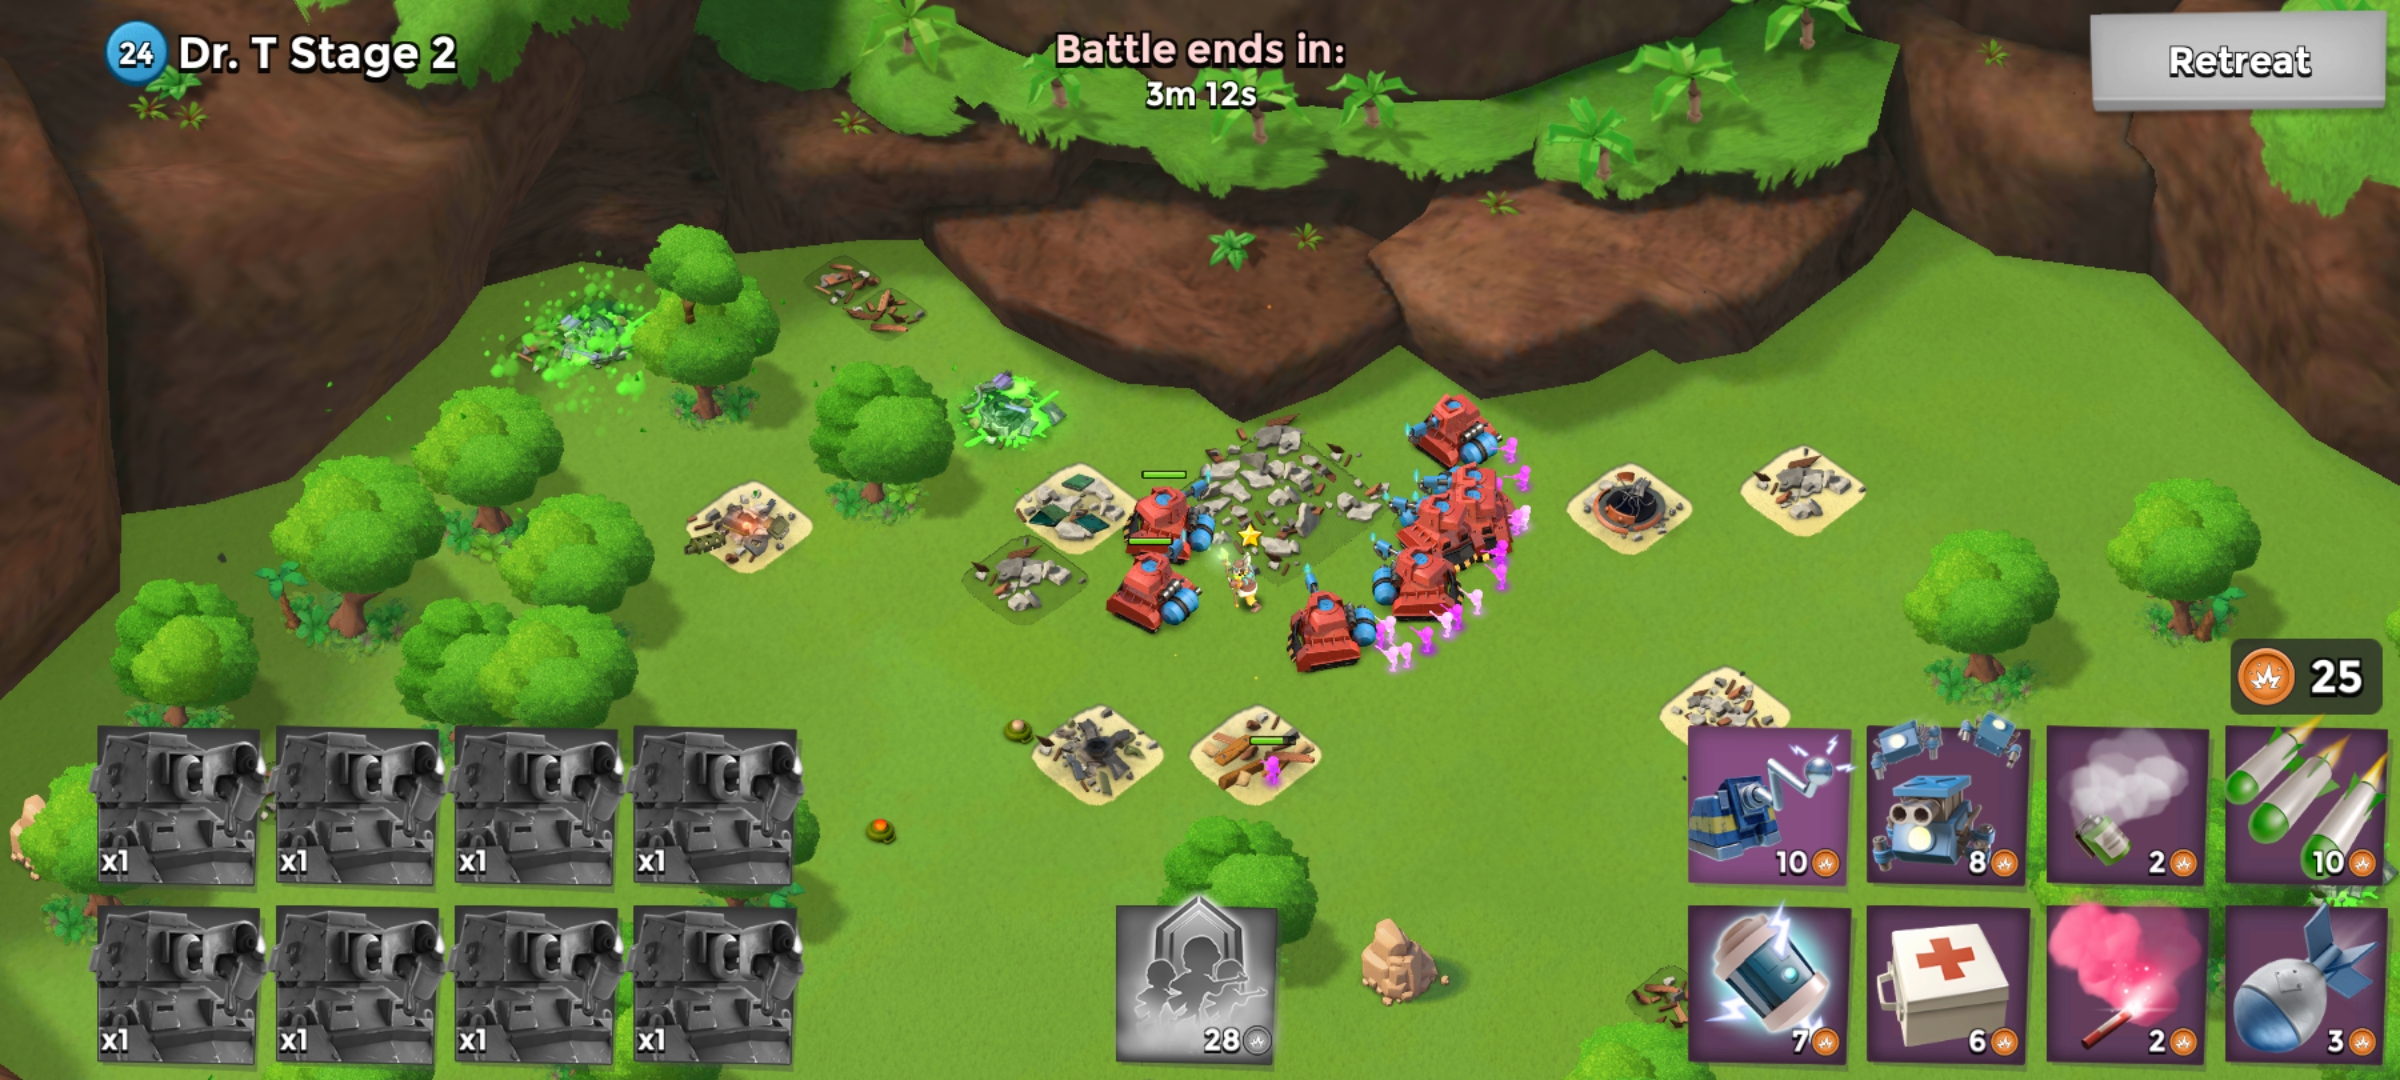 24 Dr. T Stage 2
Battle ends in:
3m 12s
Retreat
25
x1 x1 x1 x1
10 8 2 10
x1 x1 x1 x1
28
7 6 2 3